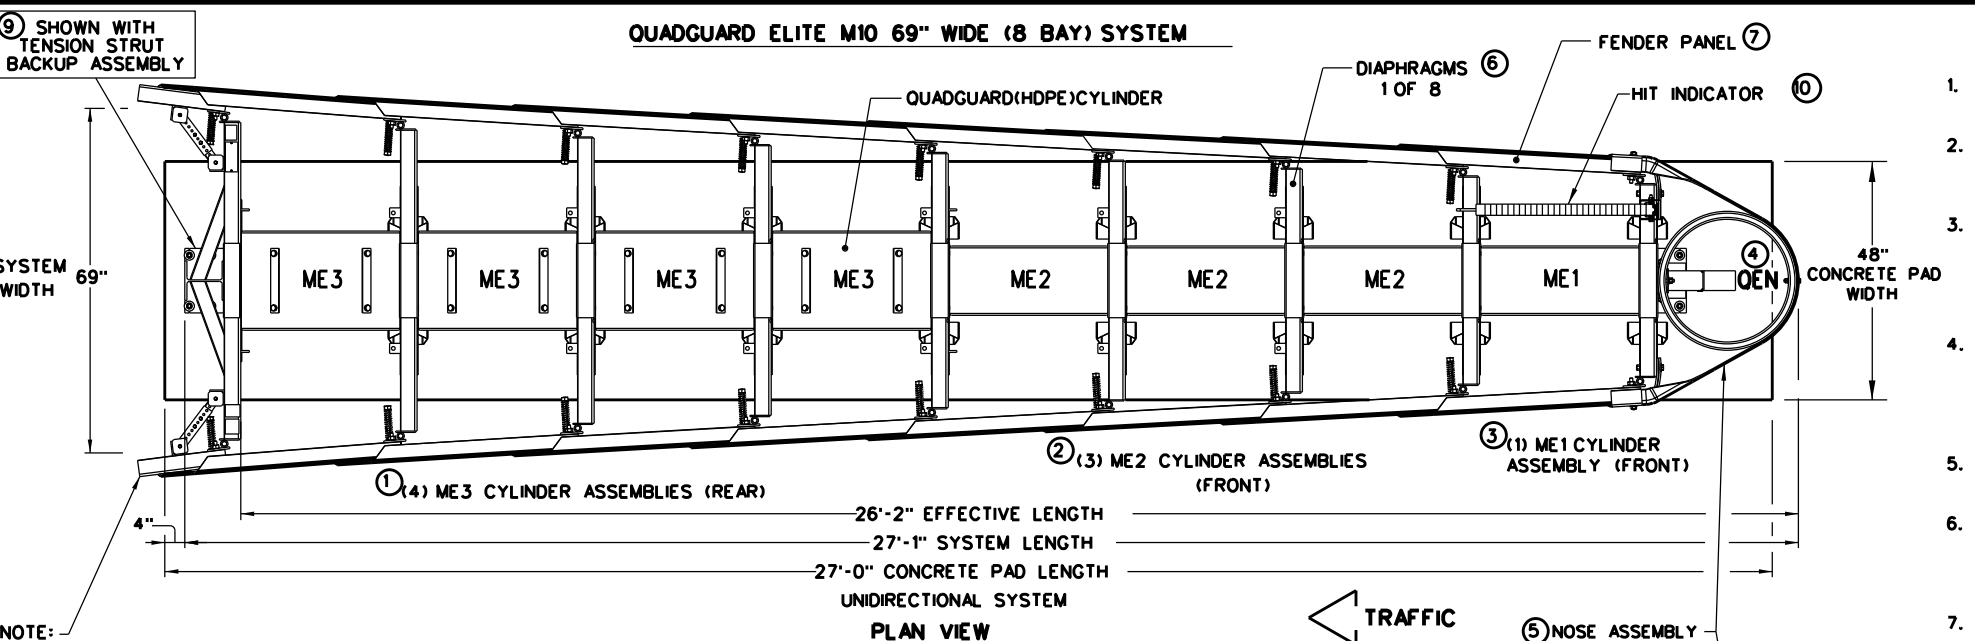 QUADGUARD ELITE M10 69" WIDE (8 BAY) SYSTEM
9 SHOWN WITH
TENSION STRUT
BACKUP ASSEMBLY
FENDER PANEL 7
DIAPHRAGMS 6
1 OF 8
QUADGUARD(HDPE)CYLINDER
HIT INDICATOR 10
1.
2.
3.
4.
5.
6.
7.
SYSTEM
WIDTH
69"
ME3
ME3
ME3
ME3
ME2
ME2
ME2
ME1
4
QEN
48"
CONCRETE PAD
WIDTH
1 (4) ME3 CYLINDER ASSEMBLIES (REAR)
2 (3) ME2 CYLINDER ASSEMBLIES
(FRONT)
3 (1) ME1 CYLINDER
ASSEMBLY (FRONT)
26'-2" EFFECTIVE LENGTH
4"
27'-1" SYSTEM LENGTH
27'-0" CONCRETE PAD LENGTH
UNIDIRECTIONAL SYSTEM
PLAN VIEW
TRAFFIC
NOTE:
5 NOSE ASSEMBLY